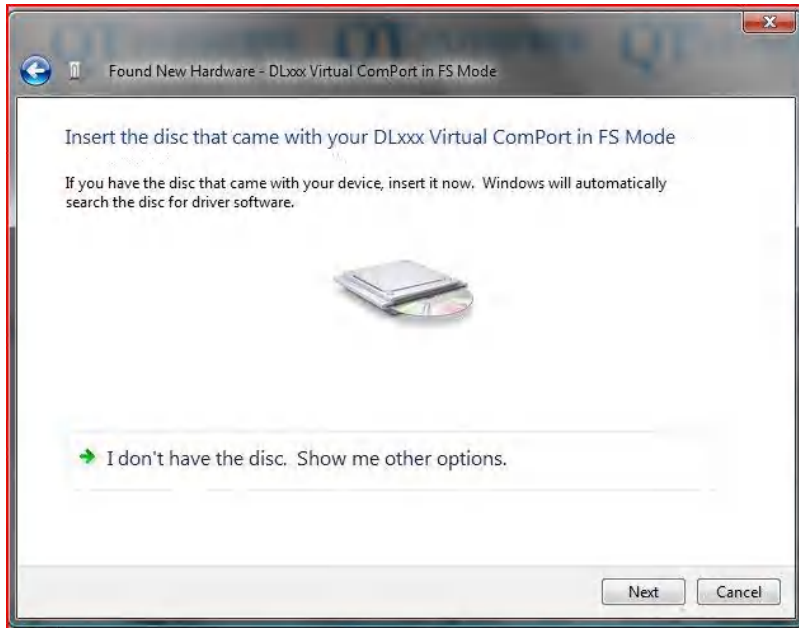 Found New Hardware - DLxxx Virtual ComPort in FS Mode
Insert the disc that came with your DLxxx Virtual ComPort in FS Mode
If you have the disc that came with your device, insert it now. Windows will automatically
search the disc for driver software.
I don't have the disc. Show me other options.
Next
Cancel